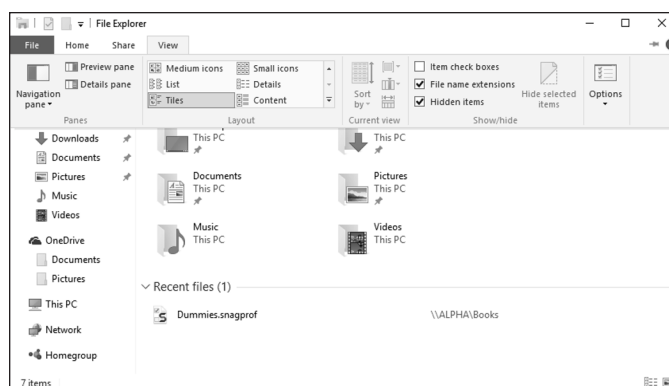 File Explorer
File Home Share View
Navigation pane
Preview pane
Details pane
Panes
Medium icons Small icons
List Details
Tiles Content
Layout
Sort by
Current view
Item check boxes
File name extensions
Hidden items
Hide selected items
Show/hide
Options
Downloads
Documents
Pictures
Music
Videos
OneDrive
Documents
Pictures
This PC
Network
Homegroup
This PC
This PC
Documents
This PC
Pictures
This PC
Music
This PC
Videos
This PC
Recent files (1)
Dummies.snagprof \\ALPHA\Books
7 items